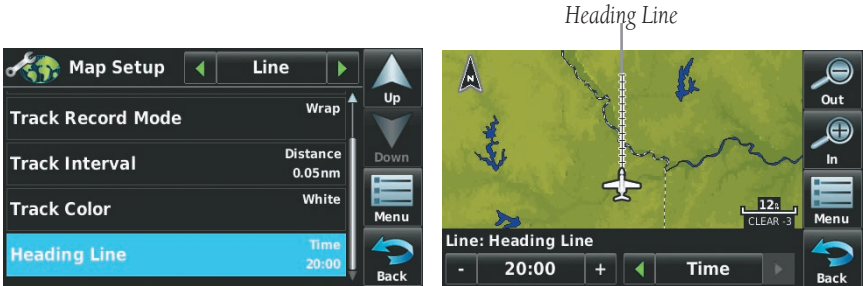 Heading Line
Map Setup
Line
Up
Track Record Mode
Wrap
Track Interval
Distance
0.05nm
Down
Track Color
White
Menu
Heading Line
Time
20:00
Back
N
Out
In
12
CLEAR -3
Menu
Line: Heading Line
-
20:00
+
Time
Back